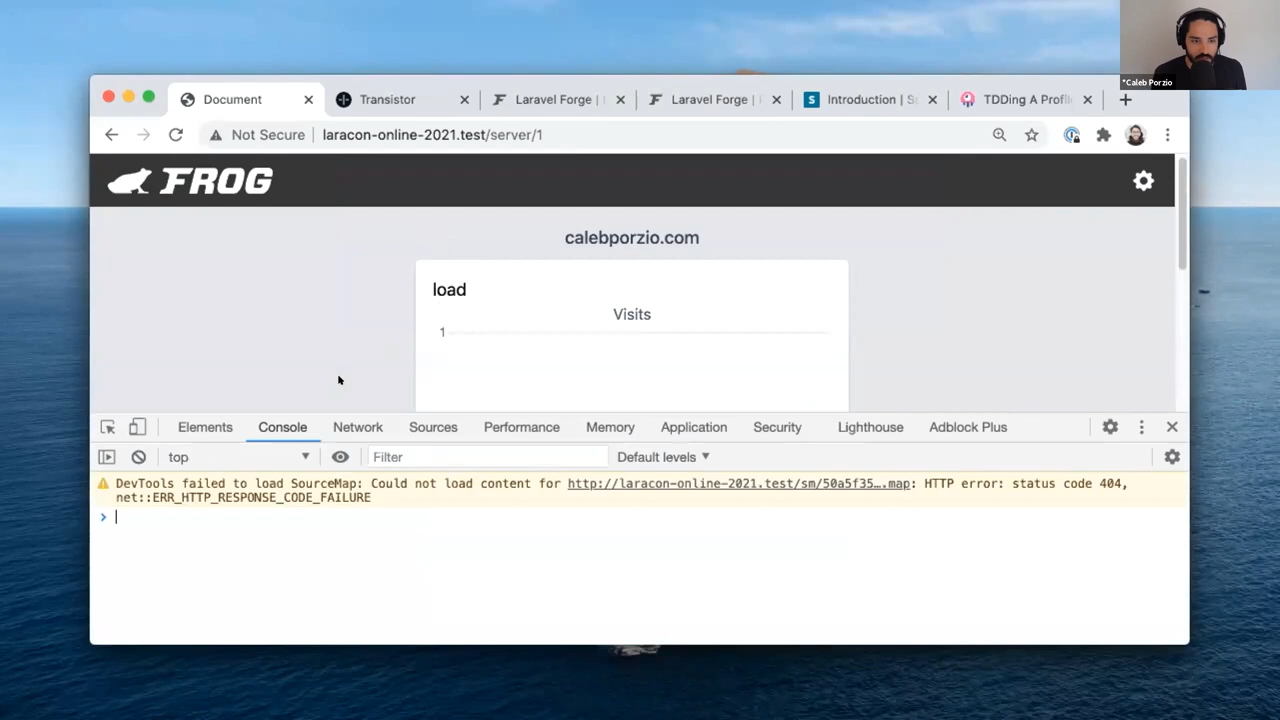 *Caleb Porzio
Document
Transistor
Laravel Forge |
Laravel Forge |
Introduction | S
TDDing A Profil
Not Secure
laracon-online-2021.test/server/1
FROG
calebporzio.com
load
Visits
1
Elements
Console
Network
Sources
Performance
Memory
Application
Security
Lighthouse
Adblock Plus
top
Filter
Default levels
DevTools failed to load SourceMap: Could not load content for http://laracon-online-2021.test/sm/50a5f35….map: HTTP error: status code 404,
net::ERR_HTTP_RESPONSE_CODE_FAILURE